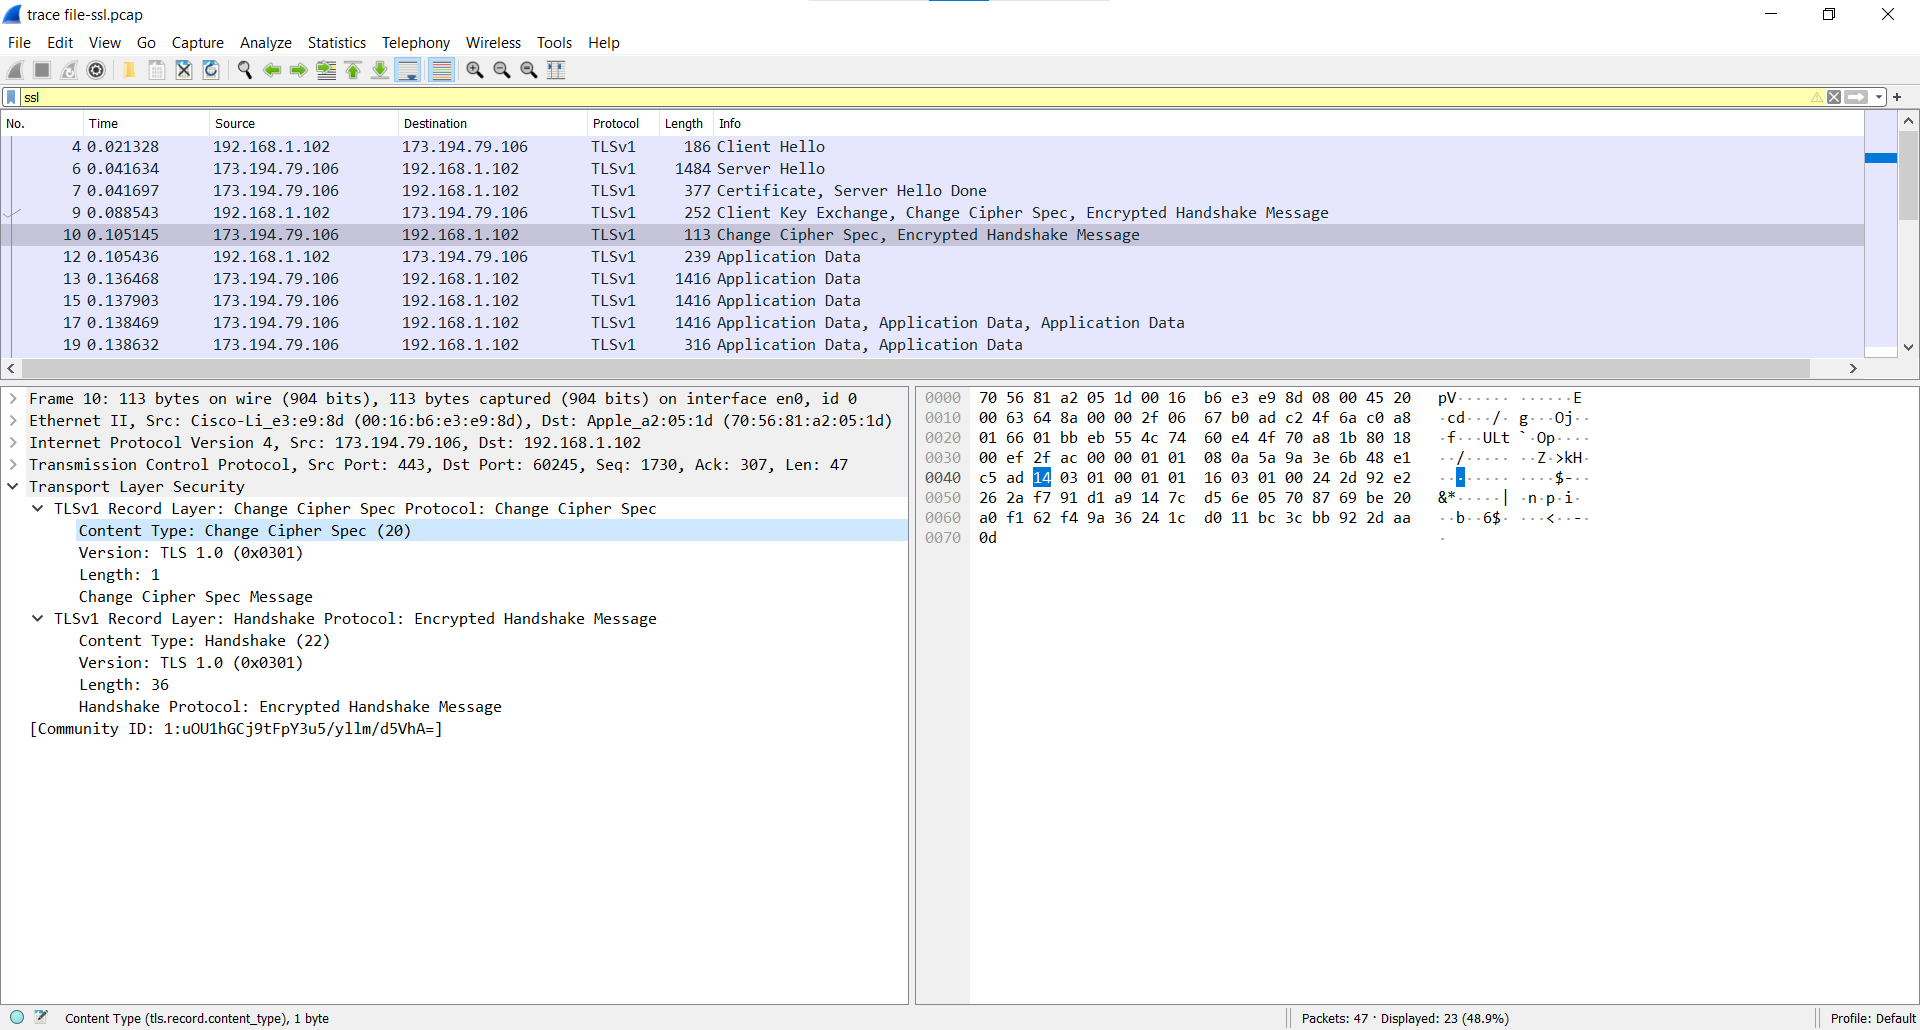 trace file-ssl.pcap
File Edit View Go Capture Analyze Statistics Telephony Wireless Tools Help
ssl
No. Time Source Destination Protocol Length Info
4 0.021328 192.168.1.102 173.194.79.106 TLSv1 186 Client Hello
6 0.041634 173.194.79.106 192.168.1.102 TLSv1 1484 Server Hello
7 0.041697 173.194.79.106 192.168.1.102 TLSv1 377 Certificate, Server Hello Done
9 0.088543 192.168.1.102 173.194.79.106 TLSv1 252 Client Key Exchange, Change Cipher Spec, Encrypted Handshake Message
10 0.105145 173.194.79.106 192.168.1.102 TLSv1 113 Change Cipher Spec, Encrypted Handshake Message
12 0.105436 192.168.1.102 173.194.79.106 TLSv1 239 Application Data
13 0.136468 173.194.79.106 192.168.1.102 TLSv1 1416 Application Data
15 0.137903 173.194.79.106 192.168.1.102 TLSv1 1416 Application Data
17 0.138469 173.194.79.106 192.168.1.102 TLSv1 1416 Application Data, Application Data, Application Data
19 0.138632 173.194.79.106 192.168.1.102 TLSv1 316 Application Data, Application Data
Frame 10: 113 bytes on wire (904 bits), 113 bytes captured (904 bits) on interface en0, id 0
Ethernet II, Src: Cisco-Li_e3:e9:8d (00:16:b6:e3:e9:8d), Dst: Apple_a2:05:1d (70:56:81:a2:05:1d)
Internet Protocol Version 4, Src: 173.194.79.106, Dst: 192.168.1.102
Transmission Control Protocol, Src Port: 443, Dst Port: 60245, Seq: 1730, Ack: 307, Len: 47
Transport Layer Security
TLSv1 Record Layer: Change Cipher Spec Protocol: Change Cipher Spec
Content Type: Change Cipher Spec (20)
Version: TLS 1.0 (0x0301)
Length: 1
Change Cipher Spec Message
TLSv1 Record Layer: Handshake Protocol: Encrypted Handshake Message
Content Type: Handshake (22)
Version: TLS 1.0 (0x0301)
Length: 36
Handshake Protocol: Encrypted Handshake Message
[Community ID: 1:uOU1hGCj9tFpY3u5/yllm/d5VhA=]
0000 70 56 81 a2 05 1d 00 16 b6 e3 e9 8d 08 00 45 20 pV······ ······E
0010 00 63 64 8a 00 00 2f 06 67 b0 ad c2 4f 6a c0 a8 ·cd···/· g···Oj··
0020 01 66 01 bb eb 55 4c 74 60 e4 4f 70 a8 1b 80 18 ·f···ULt `·Op····
0030 00 ef 2f ac 00 00 01 01 08 0a 5a 9a 3e 6b 48 e1 ··/····· ··Z·>kH·
0040 c5 ad 14 03 01 00 01 01 16 03 01 00 24 2d 92 e2 ········ ····$-··
0050 26 2a f7 91 d1 a9 14 7c d5 6e 05 70 87 69 be 20 &*·····| ·n·p·i·
0060 a0 f1 62 f4 9a 36 24 1c d0 11 bc 3c bb 92 2d aa ··b··6$· ···<··-·
0070 0d ·
Content Type (tls.record.content_type), 1 byte
Packets: 47 · Displayed: 23 (48.9%)
Profile: Default